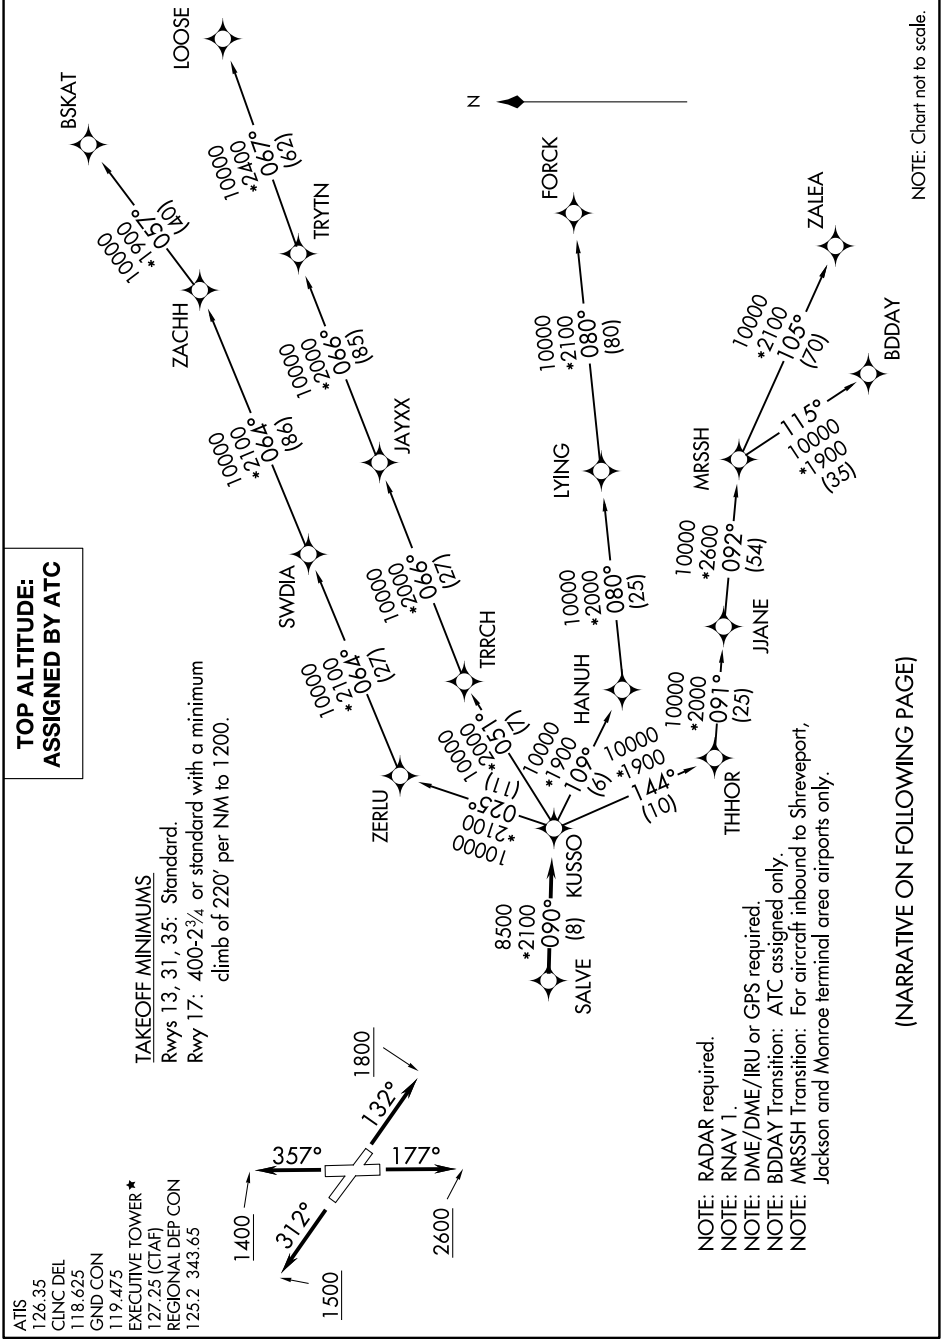 TOP ALTITUDE:
ASSIGNED BY ATC
ATIS
126.35
CLNC DEL
118.625
GND CON
119.475
EXECUTIVE TOWER★
127.25 (CTAF)
REGIONAL DEP CON
125.2 343.65
TAKEOFF MINIMUMS
Rwys 13, 31, 35: Standard.
Rwy 17: 400-2¾ or standard with a minimum
climb of 220' per NM to 1200.
1400
357°
312°
1500
132°
1800
177°
2600
SALVE
8500
*2100
090°
(8)
KUSSO
10000
*2100
025°
(11)
ZERLU
10000
*2100
064°
(27)
SWDIA
10000
*2100
064°
(86)
ZACHH
10000
*1900
057°
(40)
BSKAT
10000
*2000
051°
(7)
TRRCH
10000
*2000
066°
(27)
JAYXX
10000
*2000
066°
(85)
TRYTN
10000
*2400
067°
(62)
LOOSE
10000
*1900
109°
(6)
HANUH
10000
*2000
080°
(25)
LYING
10000
*2100
080°
(80)
FORCK
10000
*1900
144°
(10)
THHOR
10000
*2000
091°
(25)
JJANE
10000
*2600
092°
(54)
MRSSH
10000
*2100
105°
(70)
ZALEA
115°
10000
*1900
(35)
BDDAY
N
NOTE: RADAR required.
NOTE: RNAV 1.
NOTE: DME/DME/IRU or GPS required.
NOTE: BDDAY Transition: ATC assigned only.
NOTE: MRSSH Transition: For aircraft inbound to Shreveport,
Jackson and Monroe terminal area airports only.
(NARRATIVE ON FOLLOWING PAGE)
NOTE: Chart not to scale.